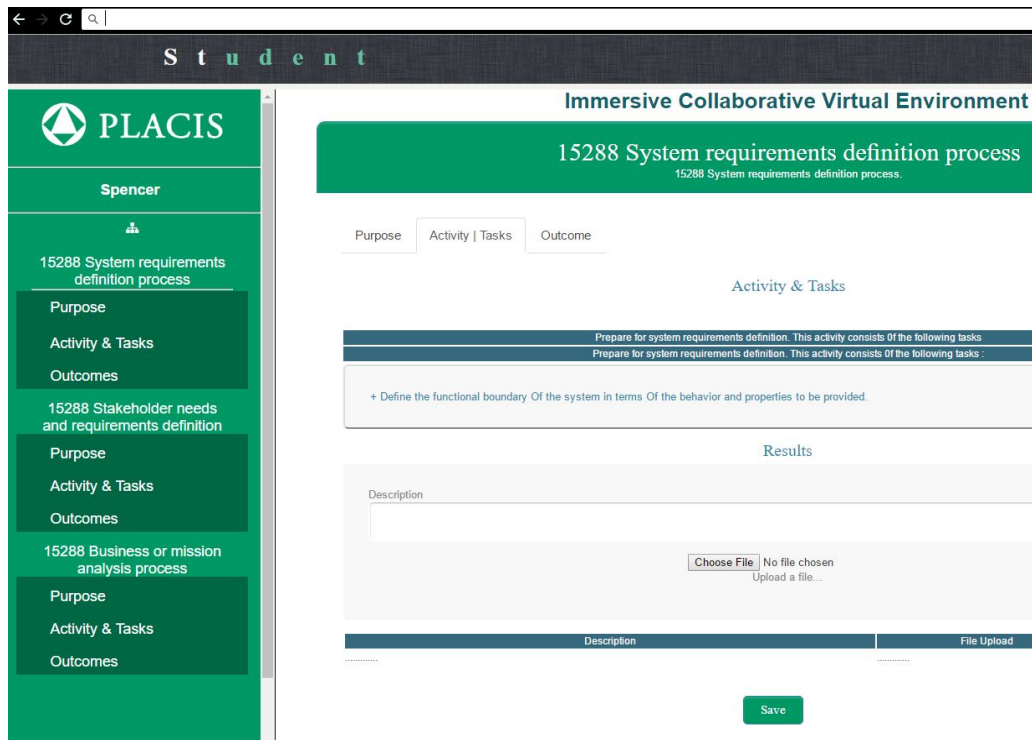 Student
PLACIS
Spencer
15288 System requirements
definition process
Purpose
Activity & Tasks
Outcomes
15288 Stakeholder needs
and requirements definition
Purpose
Activity & Tasks
Outcomes
15288 Business or mission
analysis process
Purpose
Activity & Tasks
Outcomes
Immersive Collaborative Virtual Environment
15288 System requirements definition process
15288 System requirements definition process.
Purpose Activity | Tasks Outcome
Activity & Tasks
Prepare for system requirements definition. This activity consists 0f the following tasks
Prepare for system requirements definition. This activity consists 0f the following tasks :
+ Define the functional boundary Of the system in terms Of the behavior and properties to be provided.
Results
Description
Choose File No file chosen
Upload a file...
Description File Upload
............. .............
Save